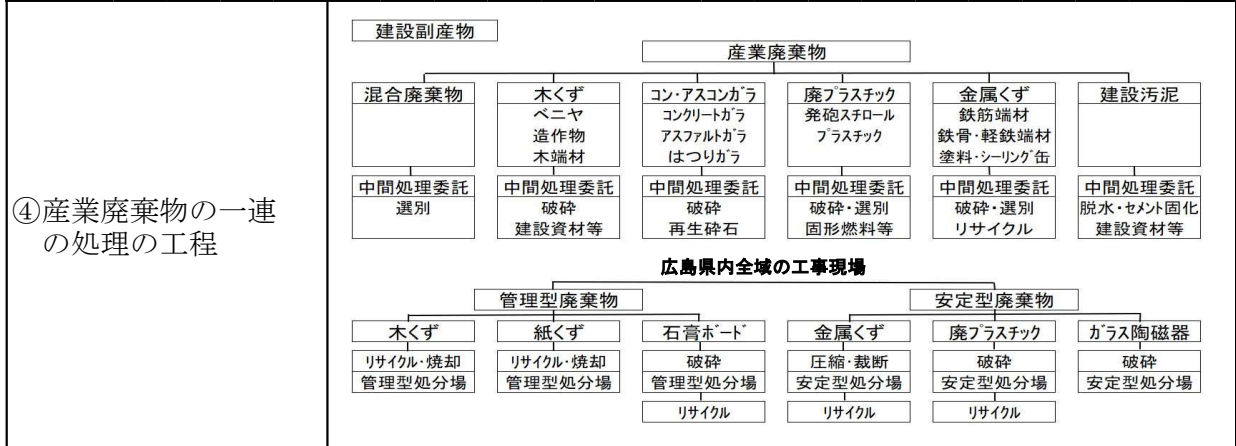 ④産業廃棄物の一連
の処理の工程
建設副産物
産業廃棄物
混合廃棄物 木くず コン・アスコンガラ 廃プラスチック 金属くず 建設汚泥
ベニヤ コンクリートガラ 発砲スチロール 鉄筋端材
造作物 アスファルトガラ プラスチック 鉄骨・軽鉄端材
木端材 はつりガラ 塗料・シーリング缶
中間処理委託 中間処理委託 中間処理委託 中間処理委託 中間処理委託 中間処理委託
選別 破砕 破砕 破砕・選別 破砕・選別 脱水・セメント固化
建設資材等 再生砕石 固形燃料等 リサイクル 建設資材等
広島県内全域の工事現場
管理型廃棄物 安定型廃棄物
木くず 紙くず 石膏ボード 金属くず 廃プラスチック ガラス陶磁器
リサイクル・焼却 リサイクル・焼却 破砕 圧縮・裁断 破砕 破砕
管理型処分場 管理型処分場 管理型処分場 安定型処分場 安定型処分場 安定型処分場
リサイクル リサイクル リサイクル